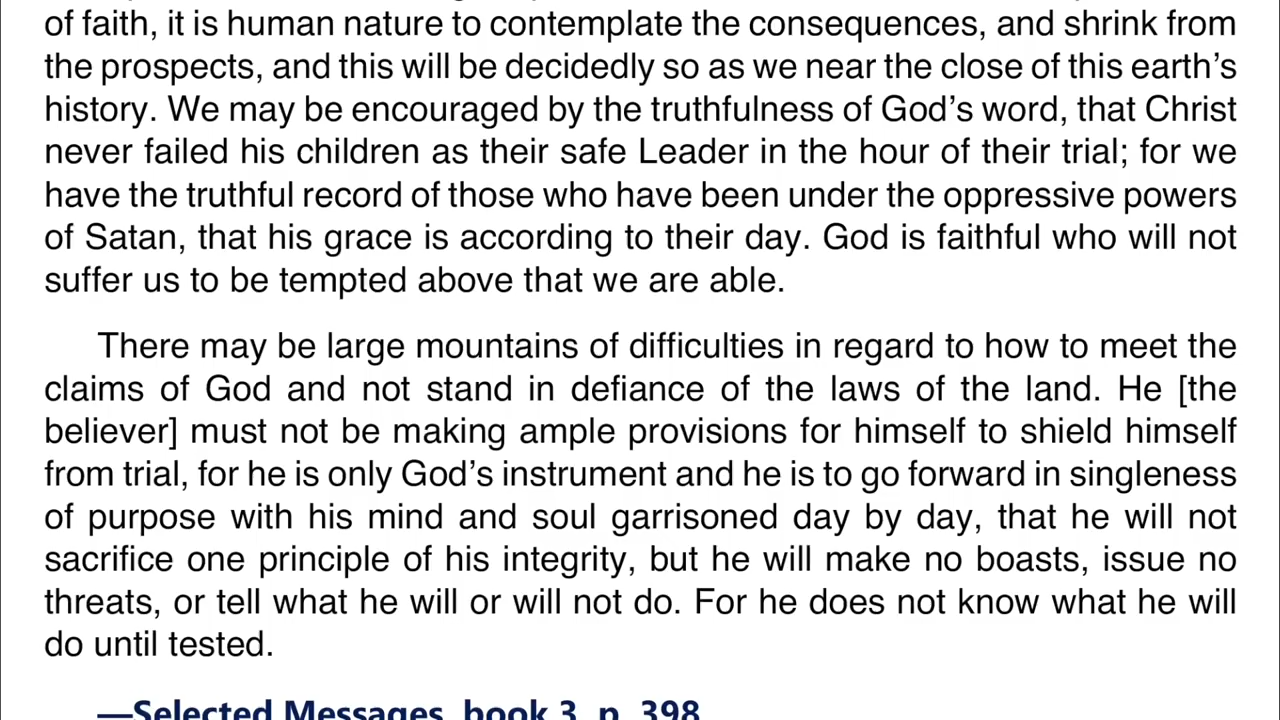 of faith, it is human nature to contemplate the consequences, and shrink from
the prospects, and this will be decidedly so as we near the close of this earth’s
history. We may be encouraged by the truthfulness of God’s word, that Christ
never failed his children as their safe Leader in the hour of their trial; for we
have the truthful record of those who have been under the oppressive powers
of Satan, that his grace is according to their day. God is faithful who will not
suffer us to be tempted above that we are able.
There may be large mountains of difficulties in regard to how to meet the
claims of God and not stand in defiance of the laws of the land. He [the
believer] must not be making ample provisions for himself to shield himself
from trial, for he is only God’s instrument and he is to go forward in singleness
of purpose with his mind and soul garrisoned day by day, that he will not
sacrifice one principle of his integrity, but he will make no boasts, issue no
threats, or tell what he will or will not do. For he does not know what he will
do until tested.
—Selected Messages, book 3, p. 398